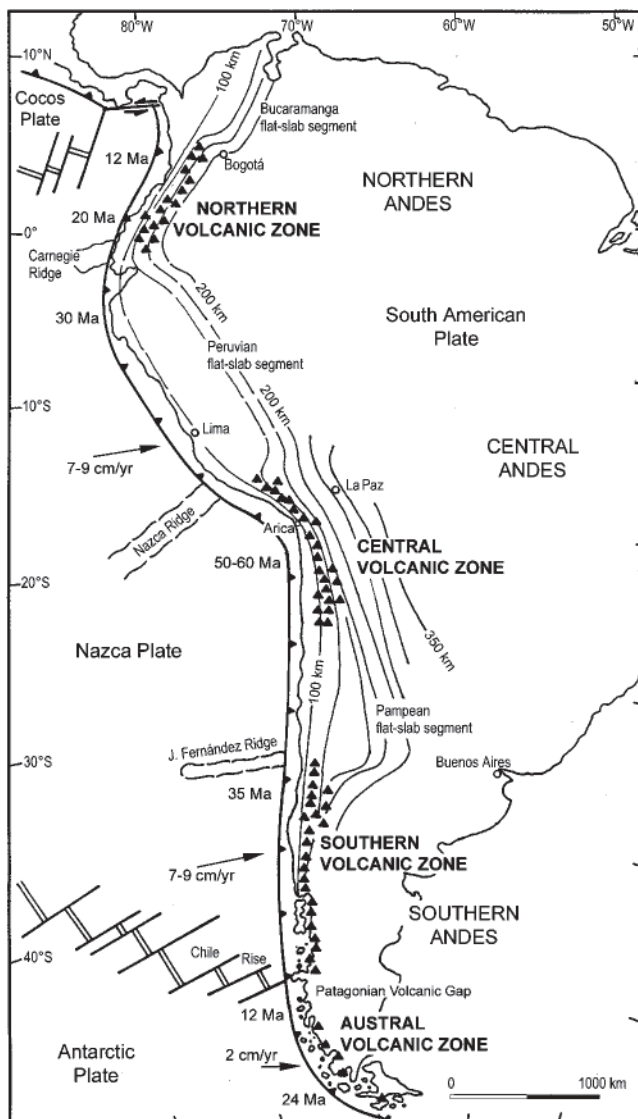 80°W
70°W
60°W
50°
10°N
Cocos
Plate
100 km
Bucaramanga
flat-slab segment
Bogotá
12 Ma
NORTHERN
ANDES
20 Ma
NORTHERN
VOLCANIC ZONE
0°
Carnegie
Ridge
200 km
30 Ma
South American
Plate
Peruvian
flat-slab segment
200 km
10°S
Lima
7-9 cm/yr
CENTRAL
ANDES
La Paz
Nazca Ridge
Arica
50-60 Ma
CENTRAL
VOLCANIC ZONE
20°S
Nazca Plate
350 km
100 km
Pampean
flat-slab segment
J. Fernández Ridge
30°S
Buenos Aires
35 Ma
SOUTHERN
VOLCANIC ZONE
7-9 cm/yr
SOUTHERN
ANDES
40°S
Chile Rise
Patagonian Volcanic Gap
12 Ma
AUSTRAL
VOLCANIC ZONE
Antarctic
Plate
2 cm/yr
24 Ma
0 1000 km